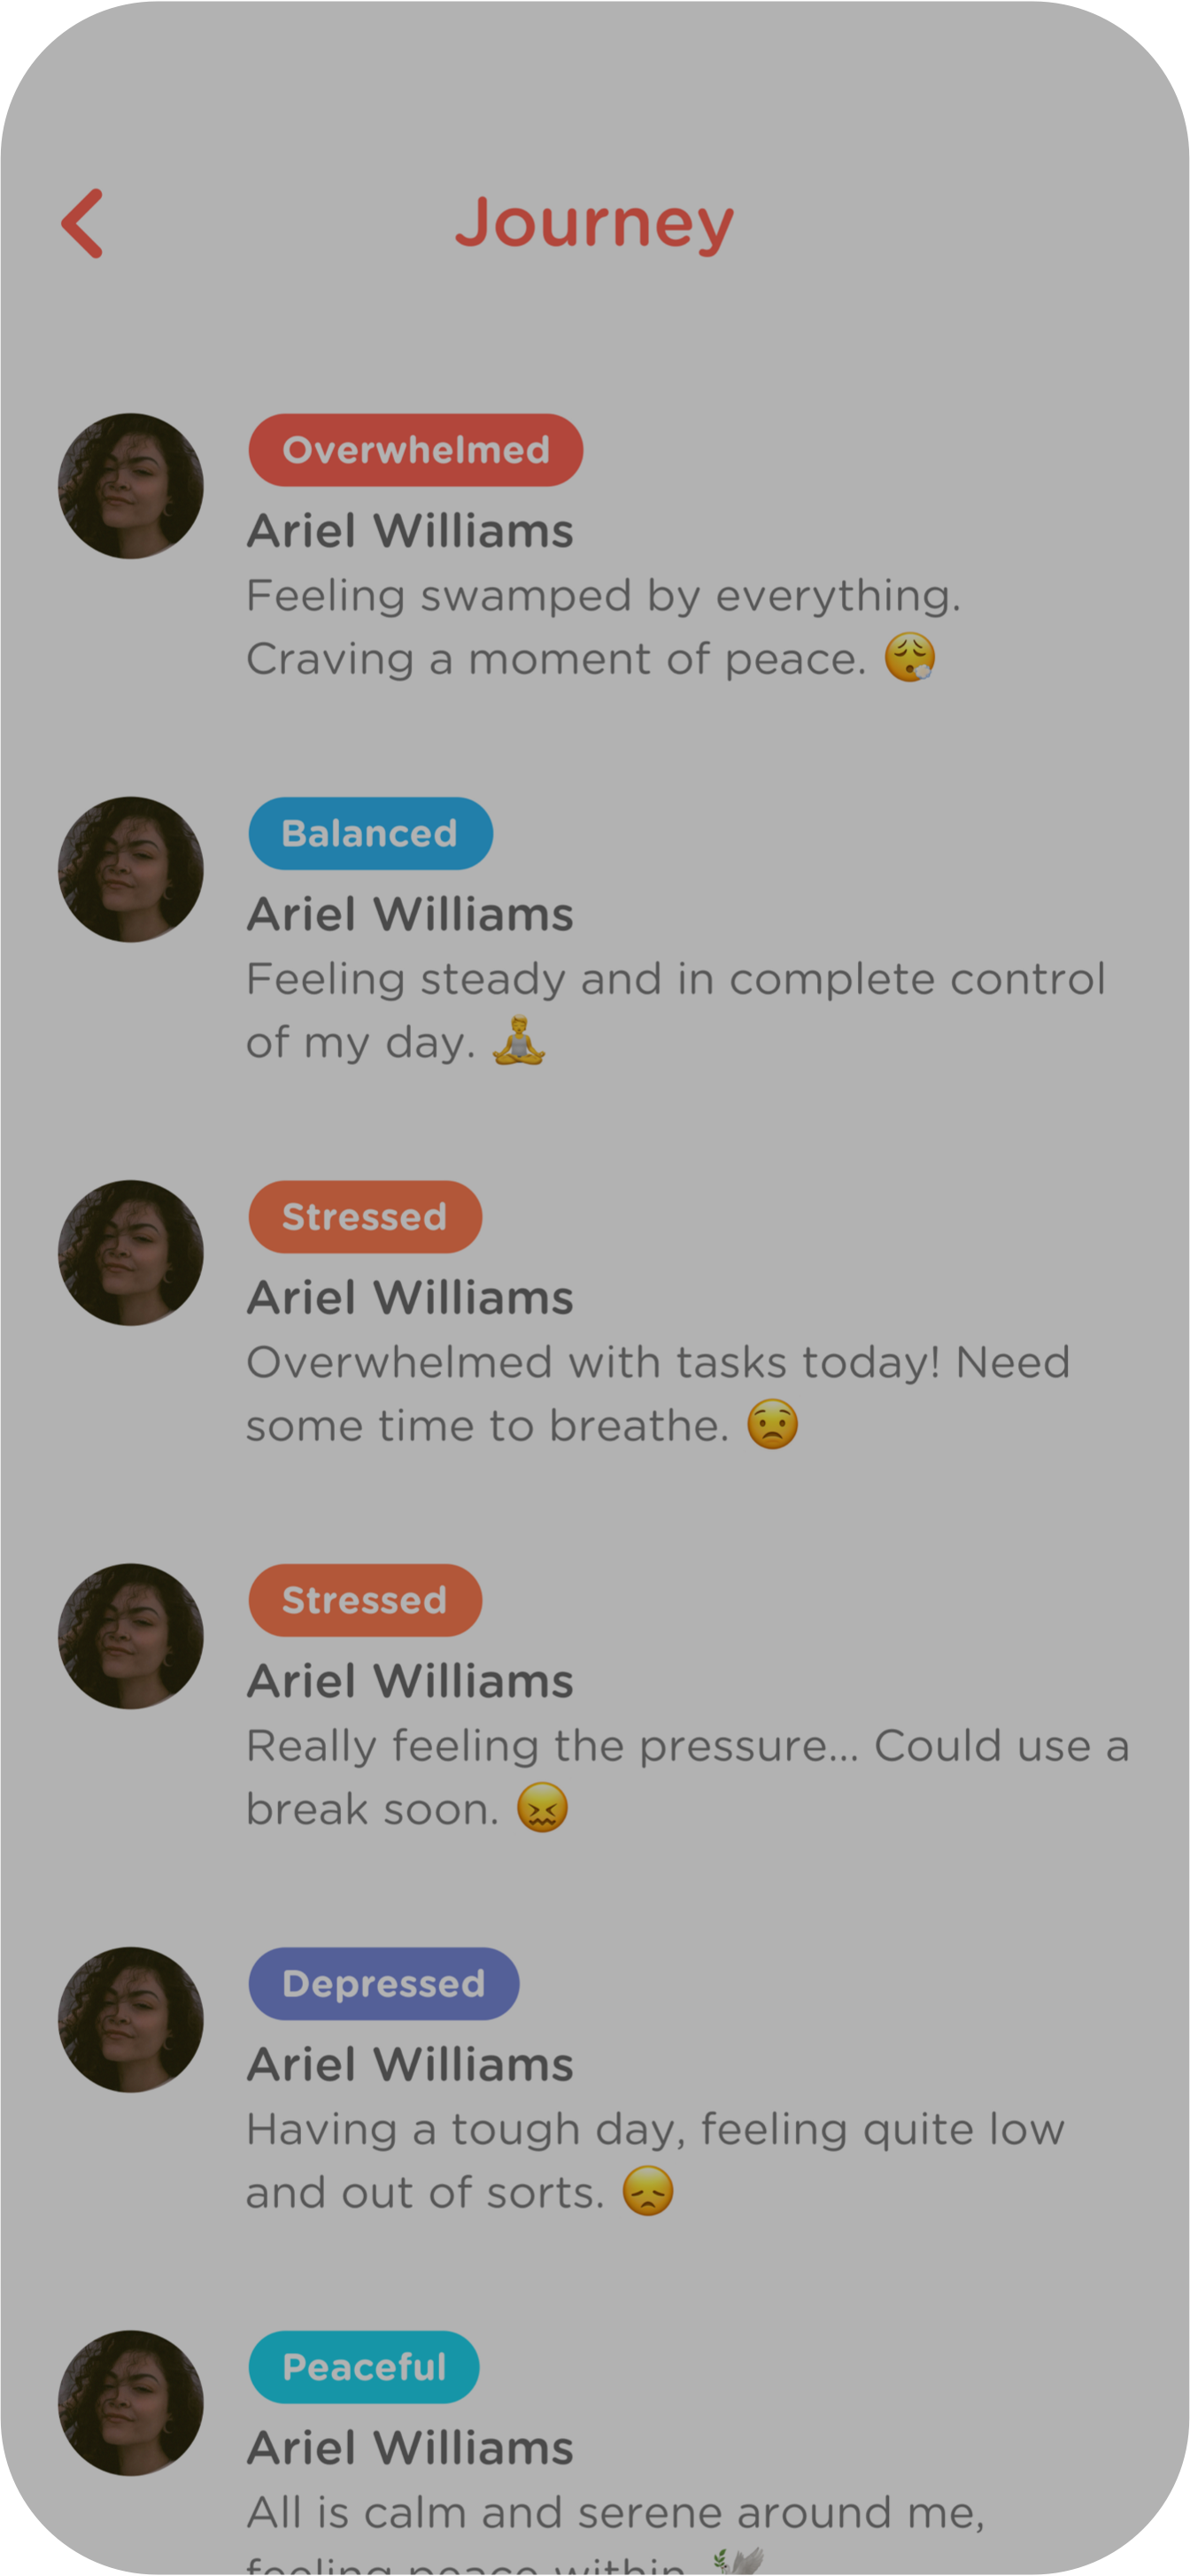 Journey
Overwhelmed
Ariel Williams
Feeling swamped by everything.
Craving a moment of peace. 😮‍💨
Balanced
Ariel Williams
Feeling steady and in complete control
of my day. 🧘
Stressed
Ariel Williams
Overwhelmed with tasks today! Need
some time to breathe. 😟
Stressed
Ariel Williams
Really feeling the pressure... Could use a
break soon. 😖
Depressed
Ariel Williams
Having a tough day, feeling quite low
and out of sorts. 😞
Peaceful
Ariel Williams
All is calm and serene around me,
feeling peace within. 🕊️